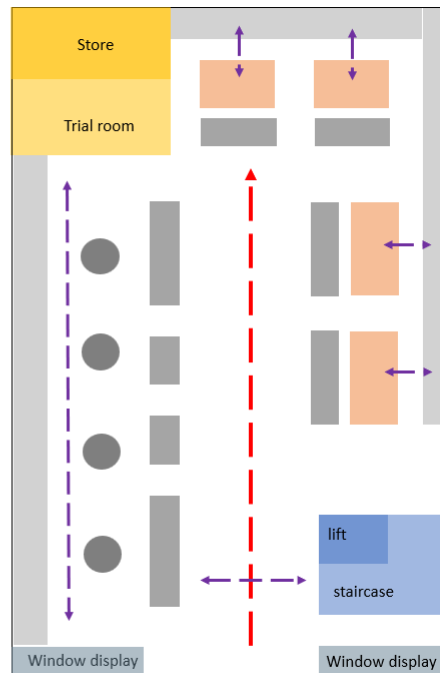 Store
Trial room
lift
staircase
Window display
Window display